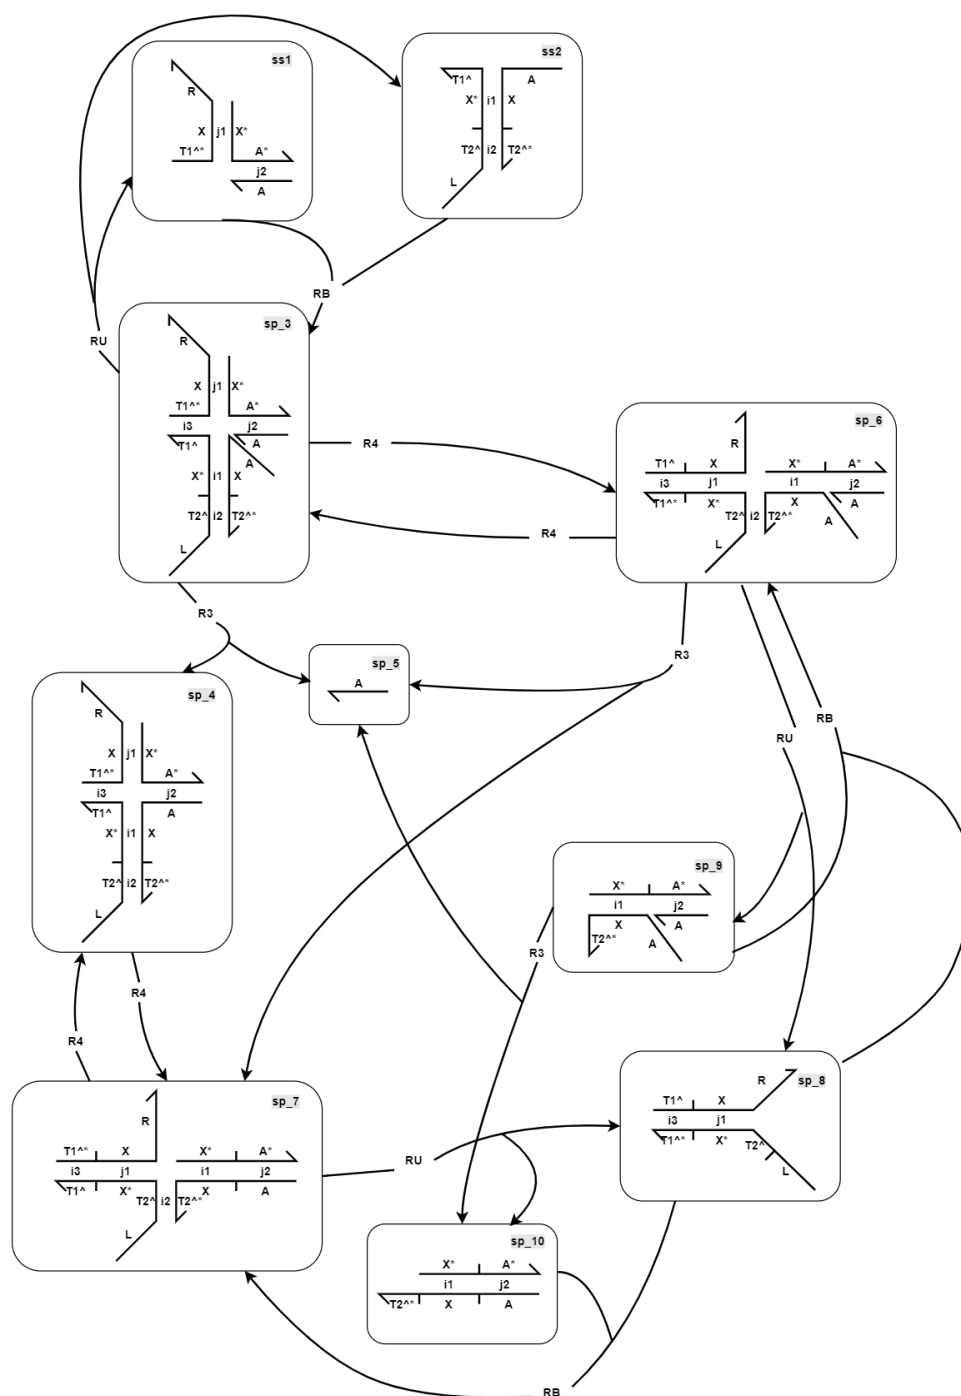 ss1
R
X j1 X*
T1^* A*
j2
A
ss2
T1^ A
X* i1 X
T2^ i2 T2^*
L
RB
RU
sp_3
R
X j1 X*
T1^* A*
i3 j2
T1^ A
A
X* i1 X
T2^ i2 T2^*
L
R4
R4
sp_6
R
T1^ X X* A*
i3 j1 i1 j2
T1^* X* X A
T2^ i2 T2^* A
L
R3
R3
sp_5
A
sp_4
R
X j1 X*
T1^* A*
i3 j2
T1^ A
X* i1 X
T2^ i2 T2^*
L
RU
RB
sp_9
X* A*
i1 j2
X A
T2^* A
R3
R4
R4
sp_8
R
T1^ X
i3 j1
T1^* X* T2^
L
sp_7
R
T1^* X X* A*
i3 j1 i1 j2
T1^ X* X A
T2^ i2 T2^*
L
RU
sp_10
X* A*
i1 j2
T2^* X A
RB